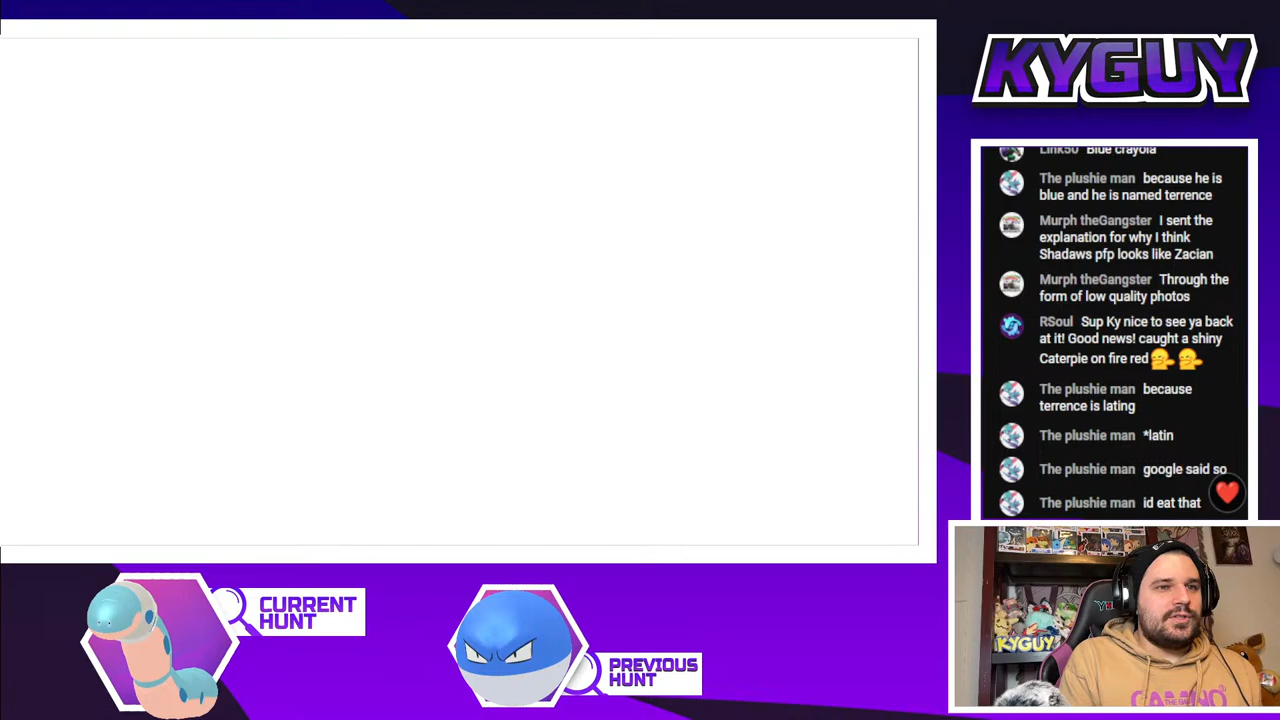 KYGUY
Link50 Blue crayola
The plushie man because he is
blue and he is named terrence
Murph theGangster I sent the
explanation for why I think
Shadaws pfp looks like Zacian
Murph theGangster Through the
form of low quality photos
RSoul Sup Ky nice to see ya back
at it! Good news! caught a shiny
Caterpie on fire red
The plushie man because
terrence is lating
The plushie man *latin
The plushie man google said so
The plushie man id eat that
CURRENT
HUNT
PREVIOUS
HUNT
KYGUY
CAMINO